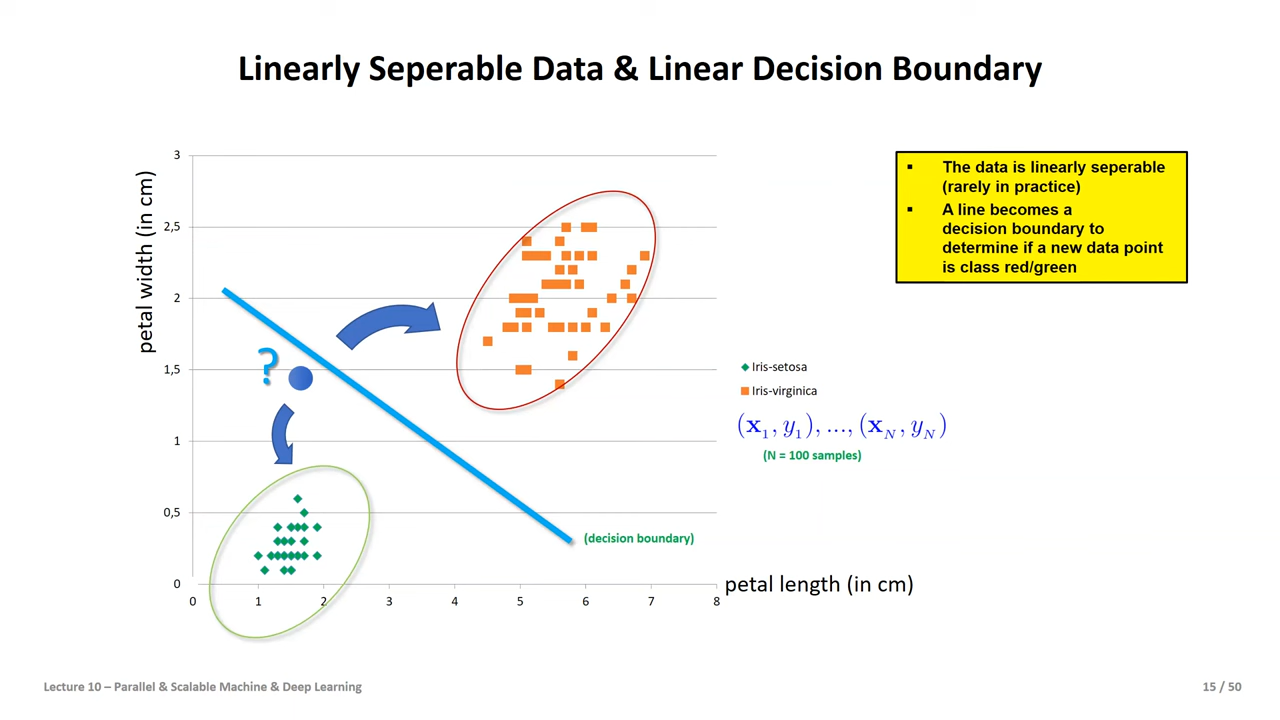 Linearly Seperable Data & Linear Decision Boundary
▪ The data is linearly seperable
(rarely in practice)
▪ A line becomes a
decision boundary to
determine if a new data point
is class red/green
petal width (in cm)
3
2,5
2
1,5
1
0,5
0
?
0 1 2 3 4 5 6 7 8
petal length (in cm)
(decision boundary)
Iris-setosa
Iris-virginica
(x₁, y₁), ..., (x_N, y_N)
(N = 100 samples)
Lecture 10 – Parallel & Scalable Machine & Deep Learning
15 / 50